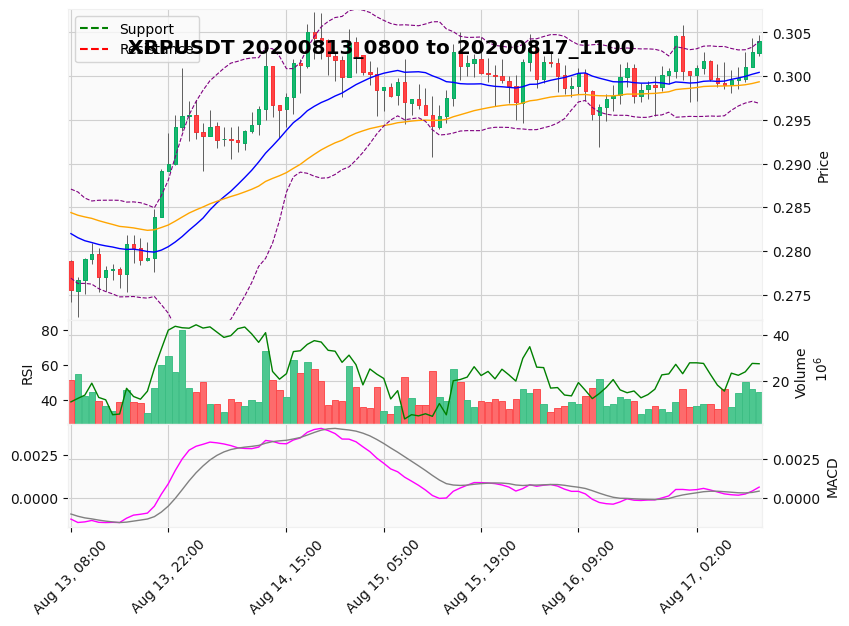 XRPUSDT 20200813_0800 to 20200817_1100
Support
Resistance
0.305
0.300
0.295
0.290
0.285
0.280
0.275
Price
80
60
40
RSI
40
20
Volume
10^6
0.0025
0.0000
0.0025
0.0000
MACD
Aug 13, 08:00
Aug 13, 22:00
Aug 14, 15:00
Aug 15, 05:00
Aug 15, 19:00
Aug 16, 09:00
Aug 17, 02:00